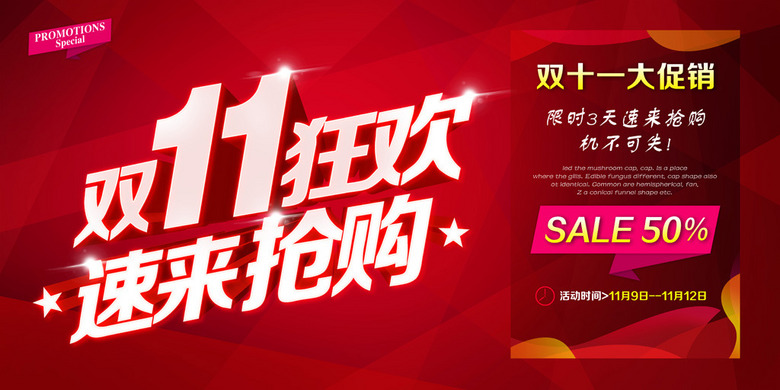 PROMOTIONS
Special
双11狂欢
速来抢购
双十一大促销
限时3天速来抢购
机不可失!
led the mushroom cap, cap. Is a place
where the gills. Edible fungus different, cap shape also
ot identical. Common are hemispherical, fan,
Z a conical funnel shape etc.
SALE 50%
活动时间>11月9日--11月12日